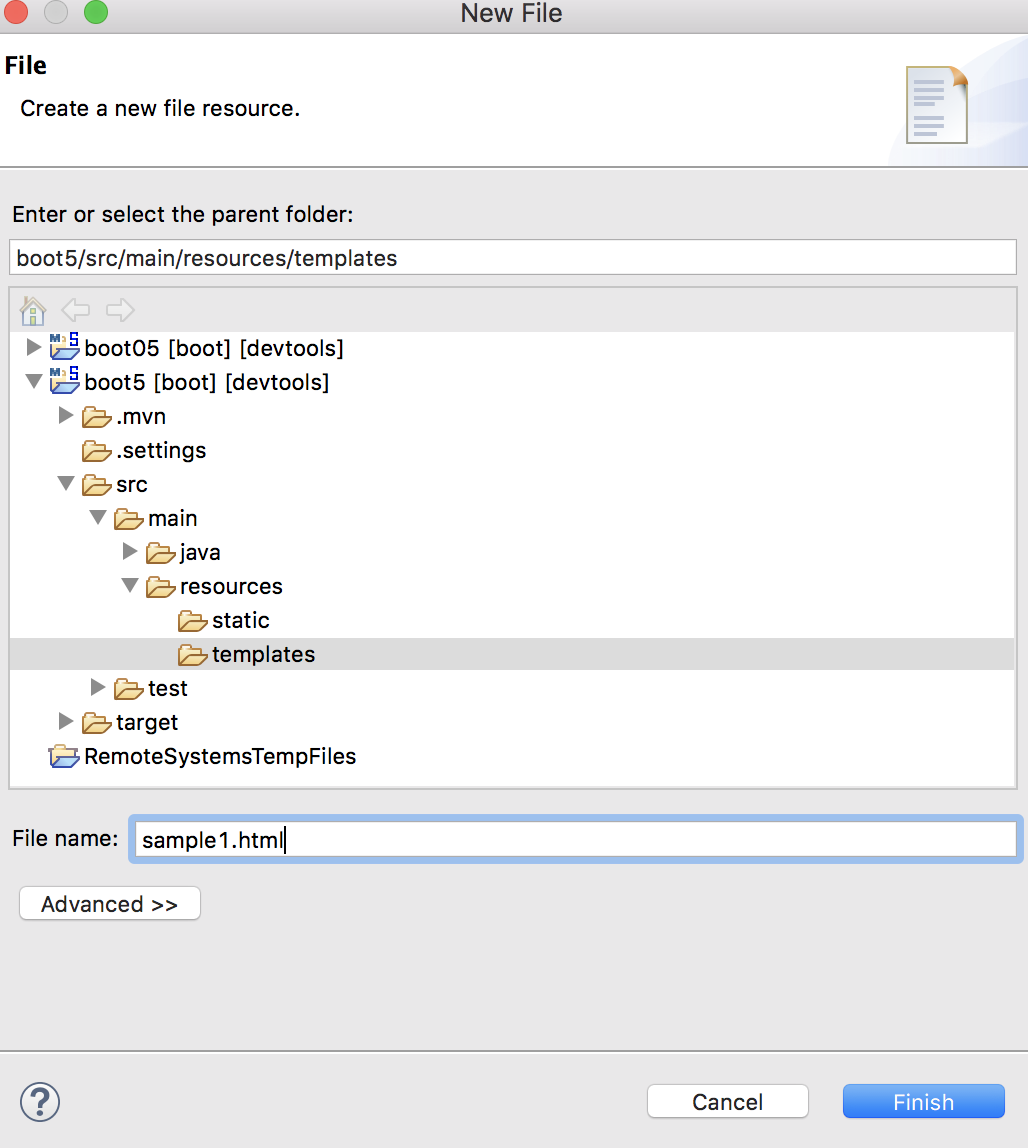 New File
File
Create a new file resource.
Enter or select the parent folder:
boot5/src/main/resources/templates
boot05 [boot] [devtools]
boot5 [boot] [devtools]
.mvn
.settings
src
main
java
resources
static
templates
test
target
RemoteSystemsTempFiles
File name: sample1.html
Advanced >>
? Cancel Finish